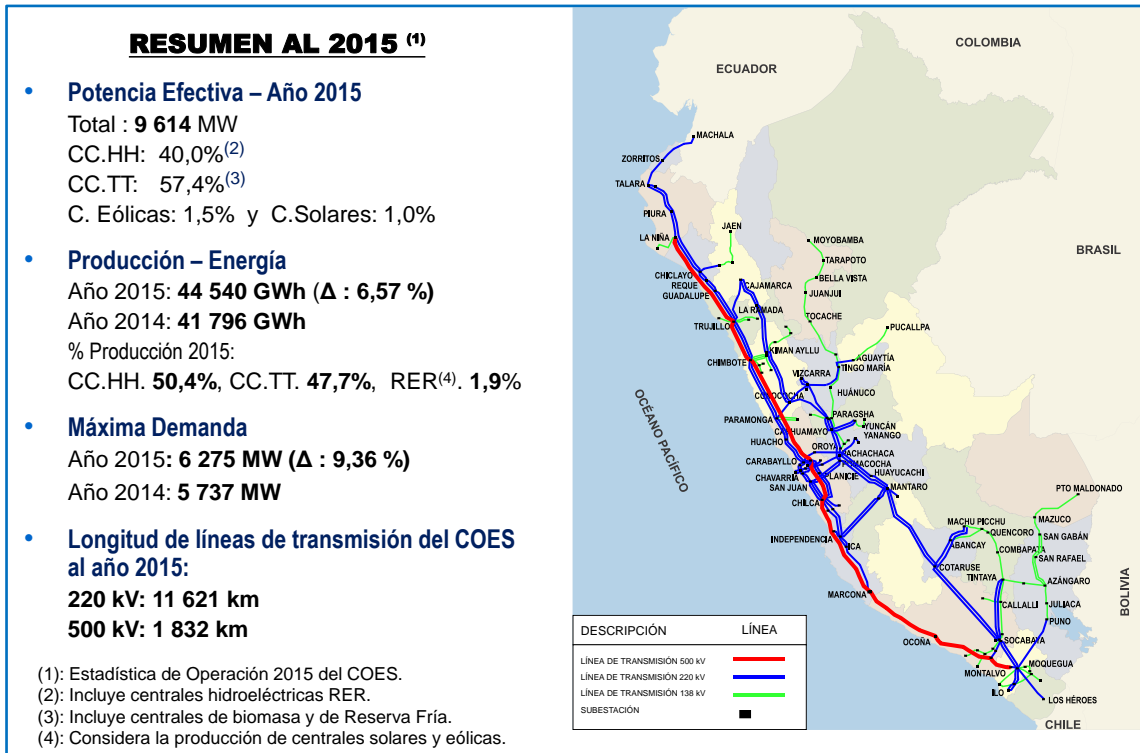 RESUMEN AL 2015 (1)
• Potencia Efectiva – Año 2015
Total : 9 614 MW
CC.HH: 40,0%(2)
CC.TT: 57,4%(3)
C. Eólicas: 1,5% y C.Solares: 1,0%
• Producción – Energía
Año 2015: 44 540 GWh (Δ : 6,57 %)
Año 2014: 41 796 GWh
% Producción 2015:
CC.HH. 50,4%, CC.TT. 47,7%, RER(4). 1,9%
• Máxima Demanda
Año 2015: 6 275 MW (Δ : 9,36 %)
Año 2014: 5 737 MW
• Longitud de líneas de transmisión del COES
al año 2015:
220 kV: 11 621 km
500 kV: 1 832 km
(1): Estadística de Operación 2015 del COES.
(2): Incluye centrales hidroeléctricas RER.
(3): Incluye centrales de biomasa y de Reserva Fría.
(4): Considera la producción de centrales solares y eólicas.
COLOMBIA
ECUADOR
MACHALA
ZORRITOS
TALARA
PIURA
JAEN
LA NIÑA
MOYOBAMBA
BRASIL
TARAPOTO
CHICLAYO
BELLA VISTA
REQUE
CAJAMARCA
GUADALUPE
JUANJUI
LA RAMADA
TOCACHE
TRUJILLO
PUCALLPA
KIMAN AYLLU
CHIMBOTE
AGUAYTÍA
TINGO MARÍA
VIZCARRA
HUÁNUCO
CONOCOCHA
OCÉANO PACÍFICO
PARAMONGA
PARAGSHA
CARHUAMAYO
YUNCÁN
YANANGO
HUACHO
OROYA
PACHACHACA
CARABAYLLO
POMACOCHA
CHAVARRÍA
PLANICIE
HUAYUCACHI
SAN JUAN
MANTARO
PTO MALDONADO
CHILCA
MAZUCO
MACHU PICCHU
QUENCORO
INDEPENDENCIA
ICA
ABANCAY
SAN GABÁN
COMBAPATA
SAN RAFAEL
COTARUSE
TINTAYA
AZÁNGARO
BOLIVIA
MARCONA
CALLALLI
JULIACA
PUNO
OCOÑA
SOCABAYA
MOQUEGUA
MONTALVO
ILO
LOS HÉROES
CHILE
DESCRIPCIÓN LÍNEA
LÍNEA DE TRANSMISIÓN 500 kV
LÍNEA DE TRANSMISIÓN 220 kV
LÍNEA DE TRANSMISIÓN 138 kV
SUBESTACIÓN